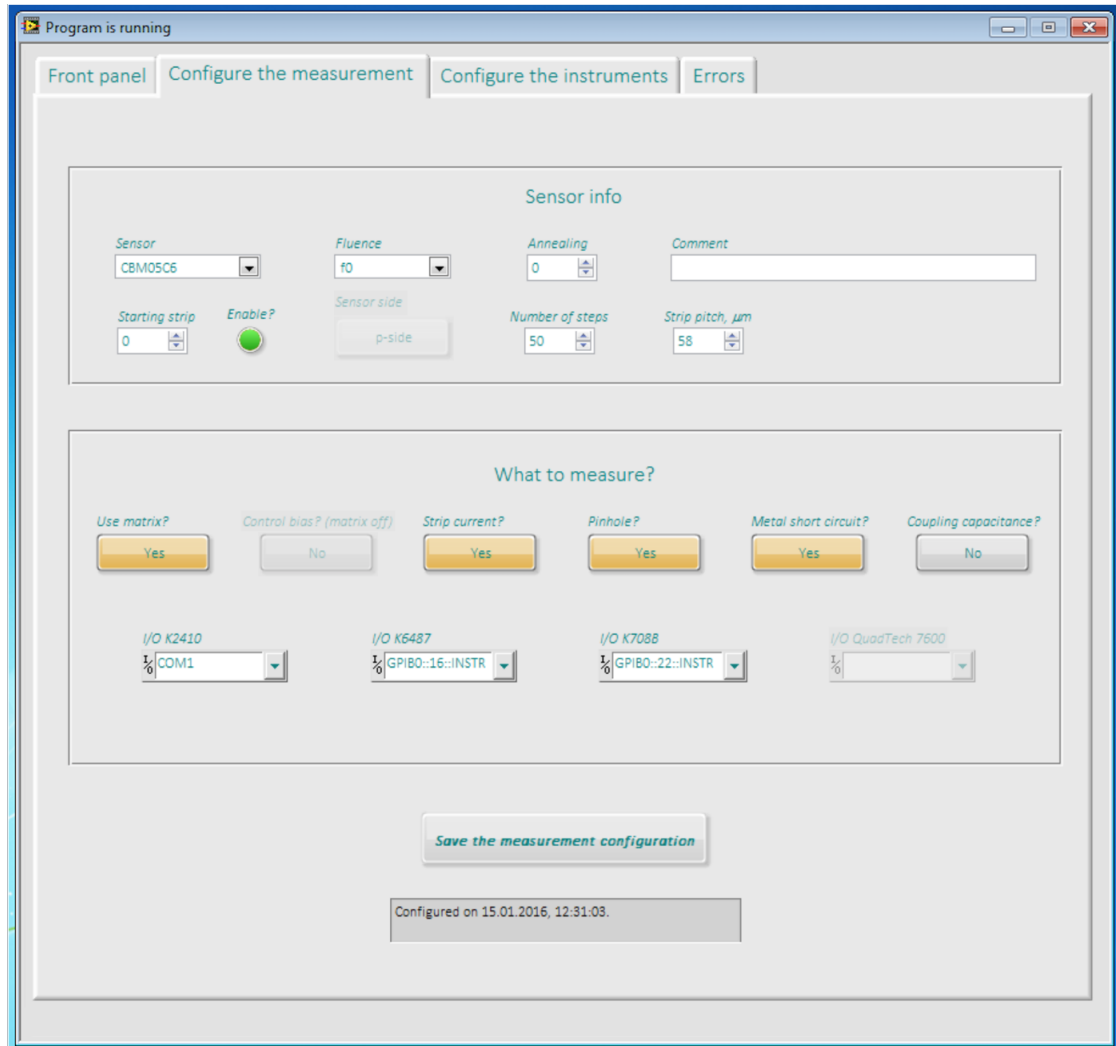 Program is running
Front panel Configure the measurement Configure the instruments Errors
Sensor info
Sensor Fluence Annealing Comment
CBM05C6 f0 0
Starting strip Enable? Sensor side Number of steps Strip pitch, μm
0 p-side 50 58
What to measure?
Use matrix? Control bias? (matrix off) Strip current? Pinhole? Metal short circuit? Coupling capacitance?
Yes No Yes Yes Yes No
I/O K2410 I/O K6487 I/O K708B I/O QuadTech 7600
COM1 GPIB0::16::INSTR GPIB0::22::INSTR
Save the measurement configuration
Configured on 15.01.2016, 12:31:03.